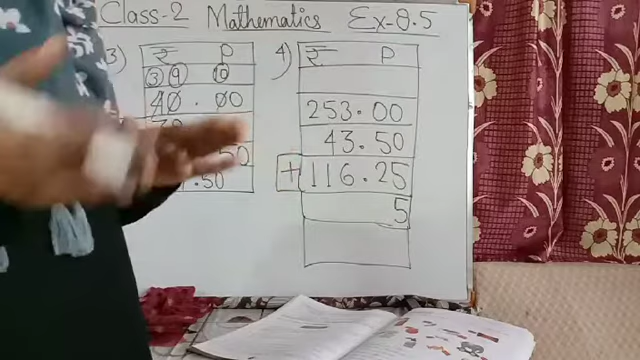 Class-2 Mathematics Ex-8.5
3) ₹ P
3 9 10
40.00
50
.50
4) ₹ P
253.00
43.50
+ 116.25
5